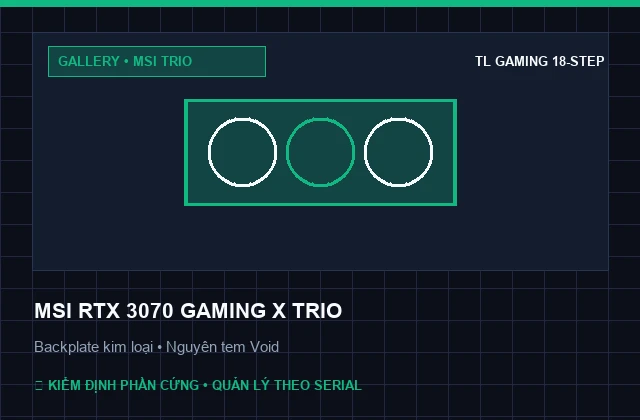 GALLERY • MSI TRIO
TL GAMING 18-STEP
MSI RTX 3070 GAMING X TRIO
Backplate kim loại • Nguyên tem Void
KIỂM ĐỊNH PHẦN CỨNG • QUẢN LÝ THEO SERIAL